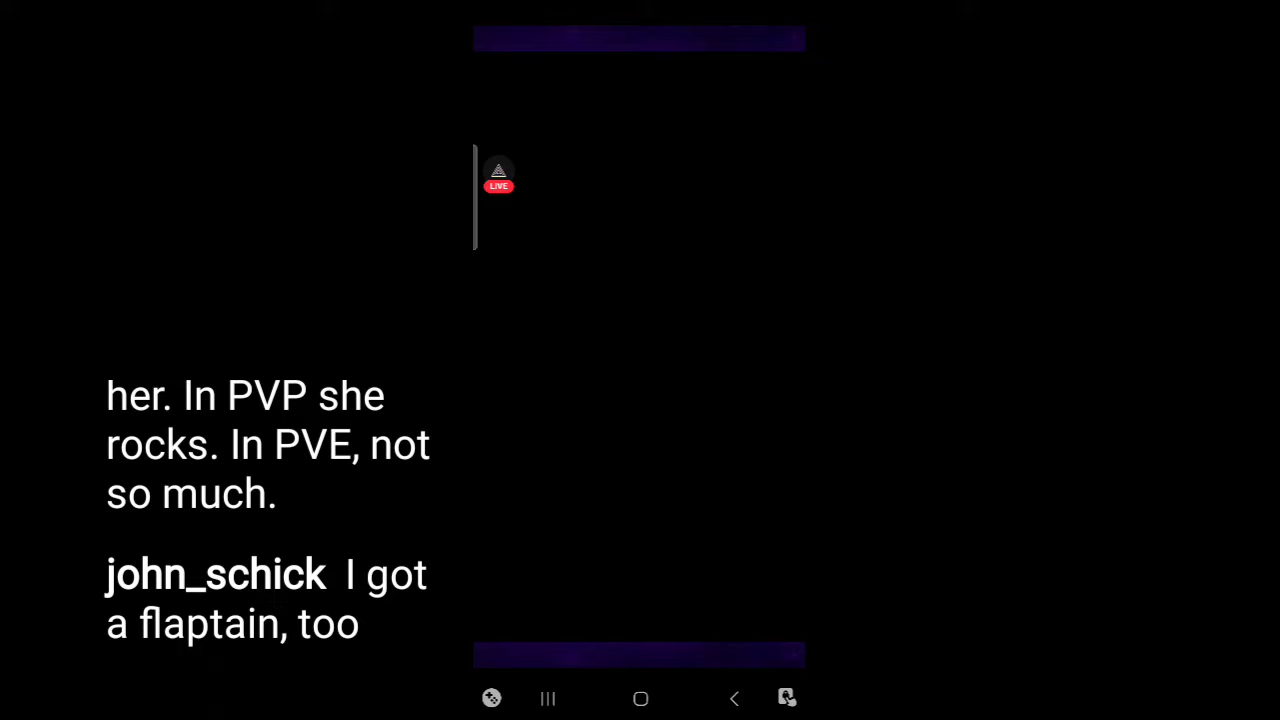 LIVE
her. In PVP she
rocks. In PVE, not
so much.
john_schick I got
a flaptain, too